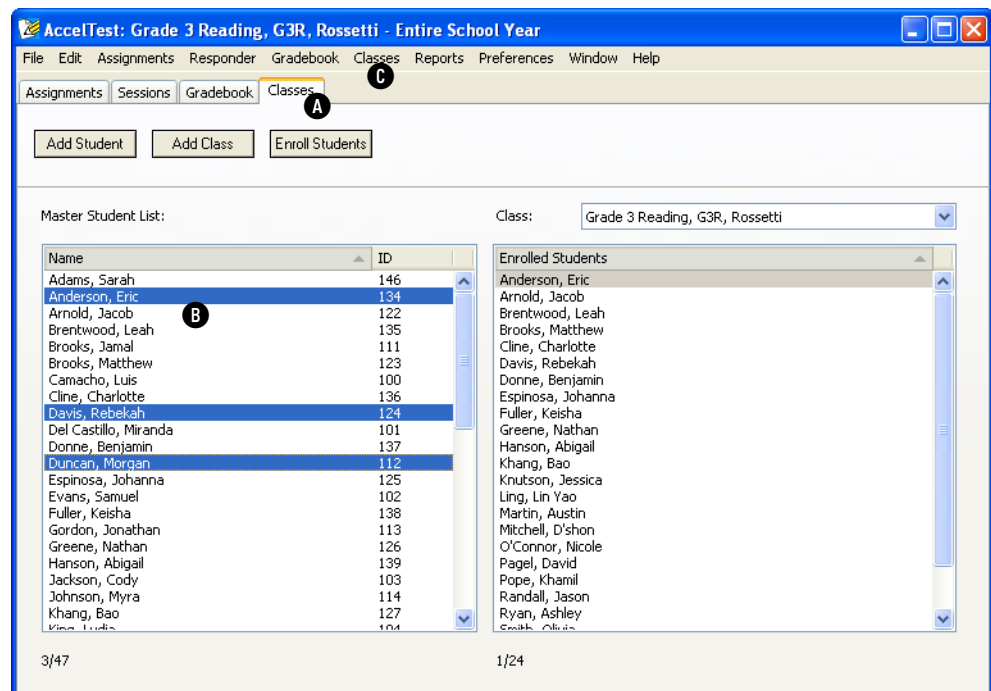 AccelTest: Grade 3 Reading, G3R, Rossetti - Entire School Year
File Edit Assignments Responder Gradebook Classes Reports Preferences Window Help
C
Assignments Sessions Gradebook Classes
A
Add Student Add Class Enroll Students
Master Student List: Class: Grade 3 Reading, G3R, Rossetti
Name ID Enrolled Students
Adams, Sarah 146 Anderson, Eric
Anderson, Eric 134 Arnold, Jacob
B
Arnold, Jacob 122 Brentwood, Leah
Brentwood, Leah 135 Brooks, Matthew
Brooks, Jamal 111 Cline, Charlotte
Brooks, Matthew 123 Davis, Rebekah
Camacho, Luis 100 Donne, Benjamin
Cline, Charlotte 136 Espinosa, Johanna
Davis, Rebekah 124 Fuller, Keisha
Del Castillo, Miranda 101 Greene, Nathan
Donne, Benjamin 137 Hanson, Abigail
Duncan, Morgan 112 Khang, Bao
Espinosa, Johanna 125 Knutson, Jessica
Evans, Samuel 102 Ling, Lin Yao
Fuller, Keisha 138 Martin, Austin
Gordon, Jonathan 113 Mitchell, D'shon
Greene, Nathan 126 O'Connor, Nicole
Hanson, Abigail 139 Pagel, David
Jackson, Cody 103 Pope, Khamil
Johnson, Myra 114 Randall, Jason
Khang, Bao 127 Ryan, Ashley
3/47 1/24